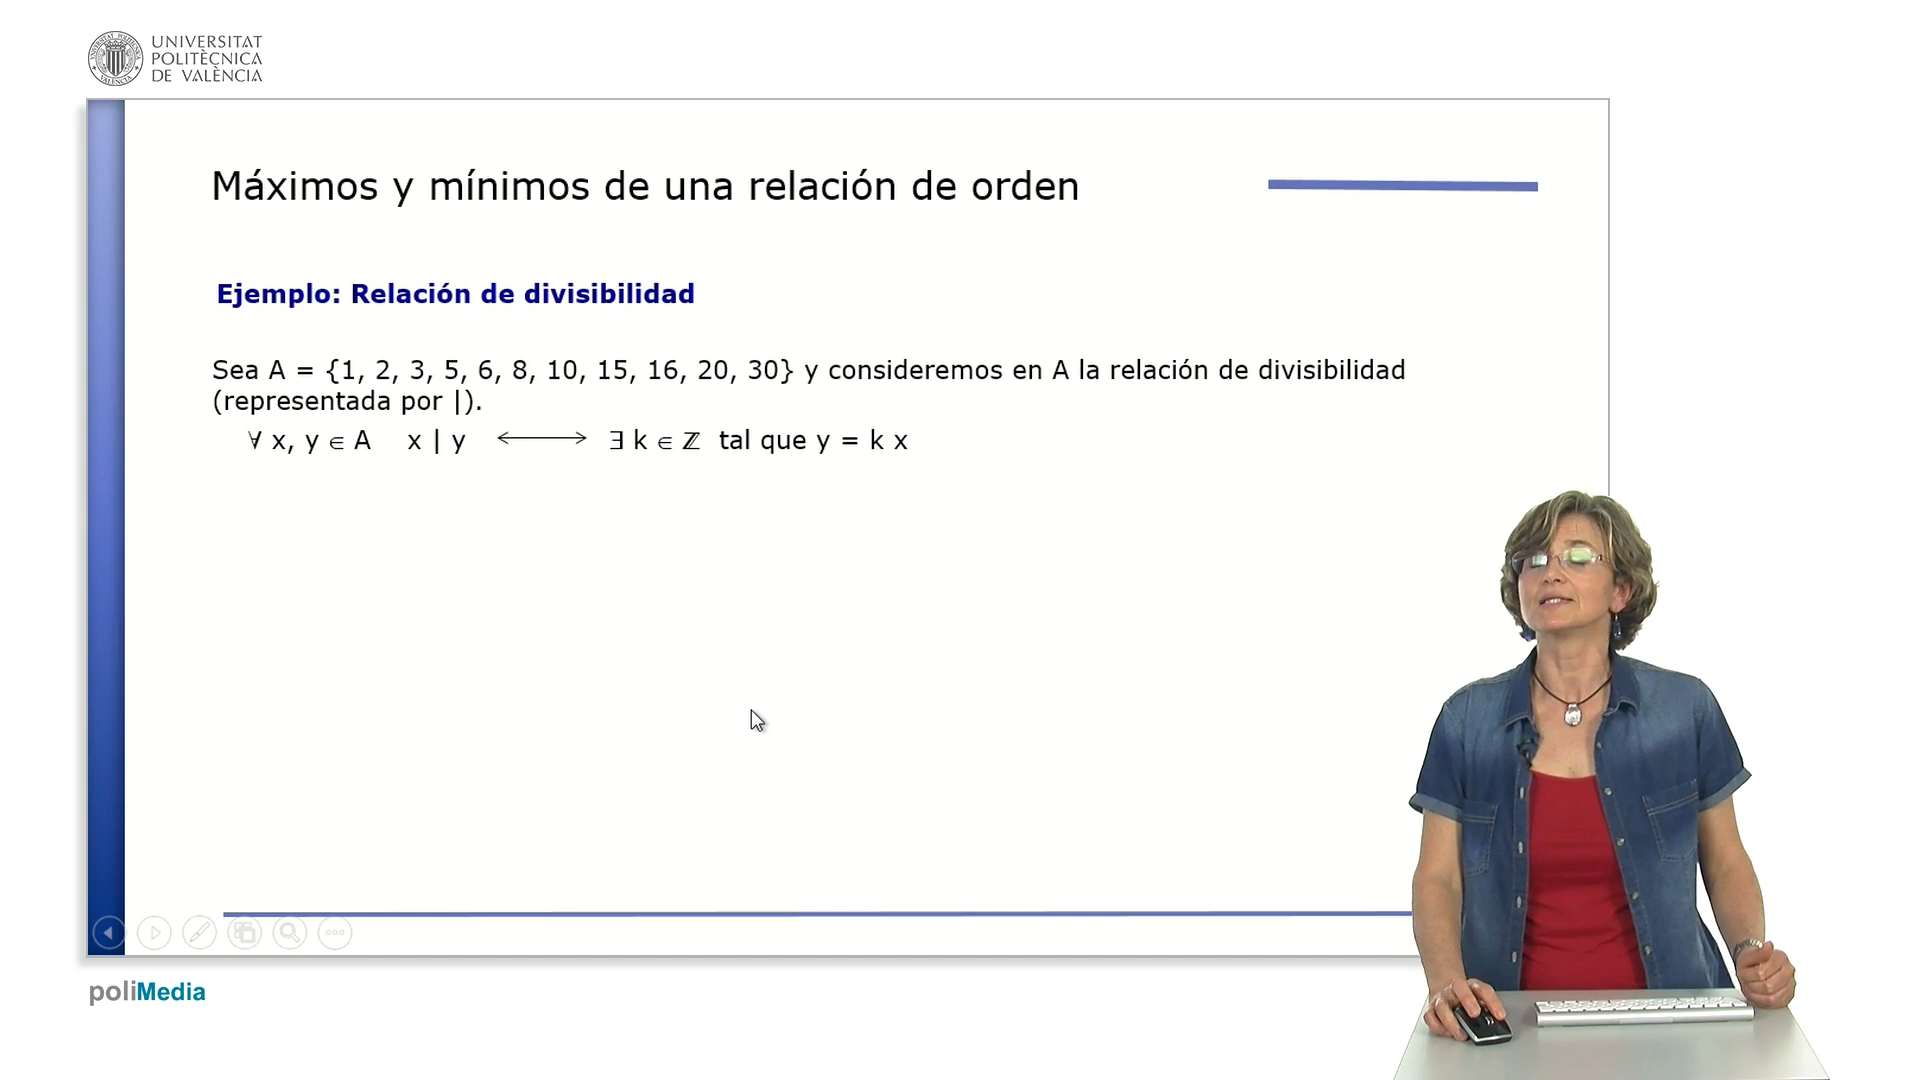 UNIVERSITAT
POLITÈCNICA
DE VALÈNCIA
Máximos y mínimos de una relación de orden
Ejemplo: Relación de divisibilidad
Sea A = {1, 2, 3, 5, 6, 8, 10, 15, 16, 20, 30} y consideremos en A la relación de divisibilidad
(representada por |).
∀ x, y ∈ A x | y ⟷ ∃ k ∈ ℤ tal que y = k x
poliMedia